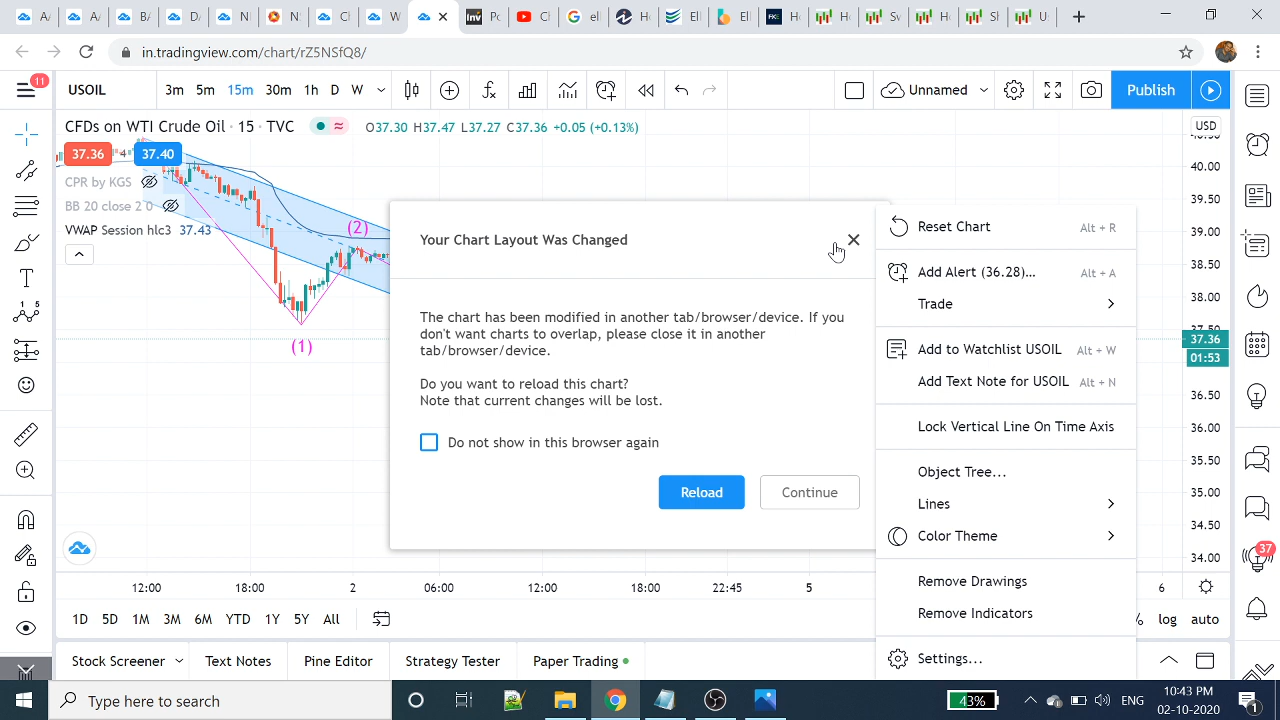 in.tradingview.com/chart/rZ5NSfQ8/
11
USOIL
3m 5m 15m 30m 1h D W
Unnamed
Publish
CFDs on WTI Crude Oil · 15 · TVC
O37.30 H37.47 L37.27 C37.36 +0.05 (+0.13%)
USD
37.36
4
37.40
CPR by KGS
BB 20 close 2 0
VWAP Session hlc3 37.43
(2)
(1)
Your Chart Layout Was Changed
The chart has been modified in another tab/browser/device. If you
don't want charts to overlap, please close it in another
tab/browser/device.
Do you want to reload this chart?
Note that current changes will be lost.
Do not show in this browser again
Reload
Continue
Reset Chart Alt + R
Add Alert (36.28)... Alt + A
Trade
Add to Watchlist USOIL Alt + W
Add Text Note for USOIL Alt + N
Lock Vertical Line On Time Axis
Object Tree...
Lines
Color Theme
Remove Drawings
Remove Indicators
Settings...
40.00
39.50
39.00
38.50
38.00
37.50
37.36
01:53
36.50
36.00
35.50
35.00
34.50
34.00
37
12:00 18:00 2 06:00 12:00 18:00 22:45 5 6
1D 5D 1M 3M 6M YTD 1Y 5Y All
% log auto
Stock Screener
Text Notes
Pine Editor
Strategy Tester
Paper Trading
Type here to search
43%
ENG
10:43 PM
02-10-2020
1